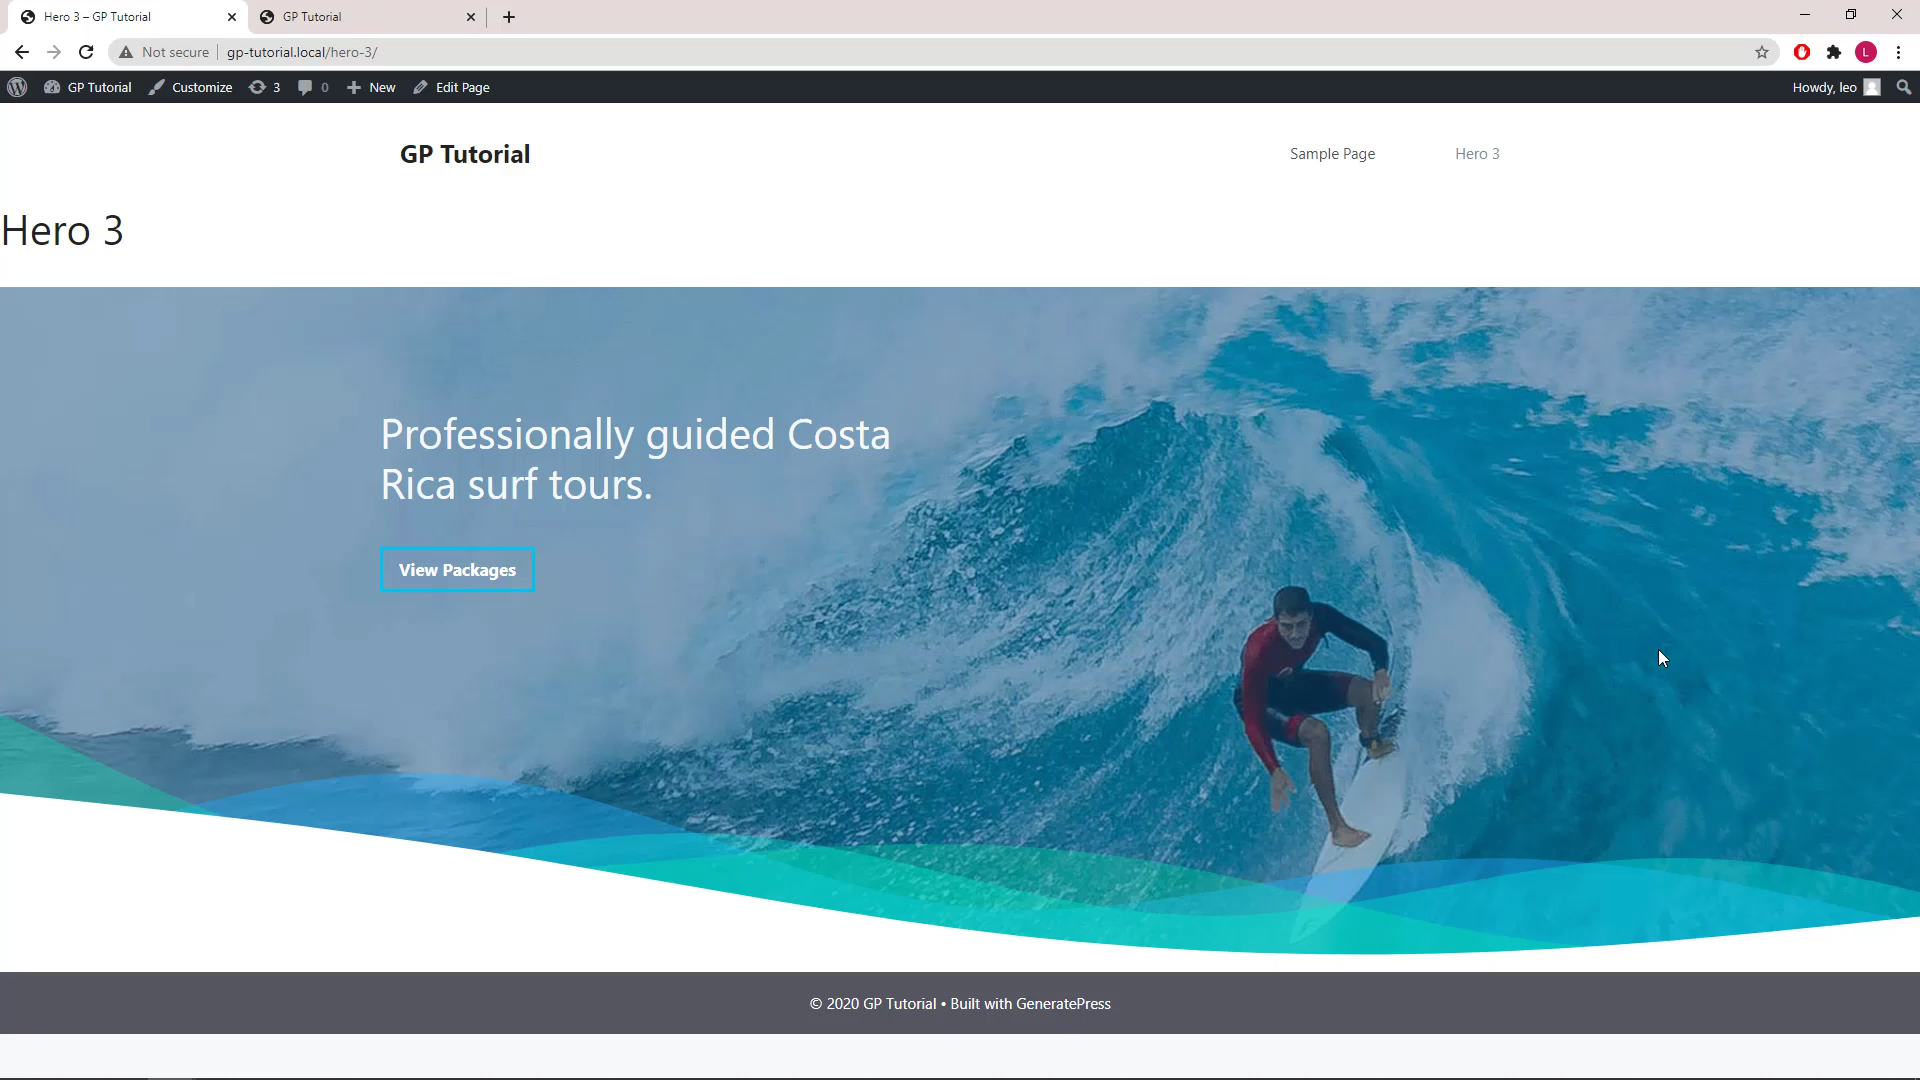 Hero 3 – GP Tutorial
GP Tutorial
Not secure
gp-tutorial.local/hero-3/
L
GP Tutorial
Customize
3
0
New
Edit Page
Howdy, leo
GP Tutorial
Sample Page
Hero 3
Hero 3
Professionally guided Costa
Rica surf tours.
View Packages
© 2020 GP Tutorial • Built with GeneratePress